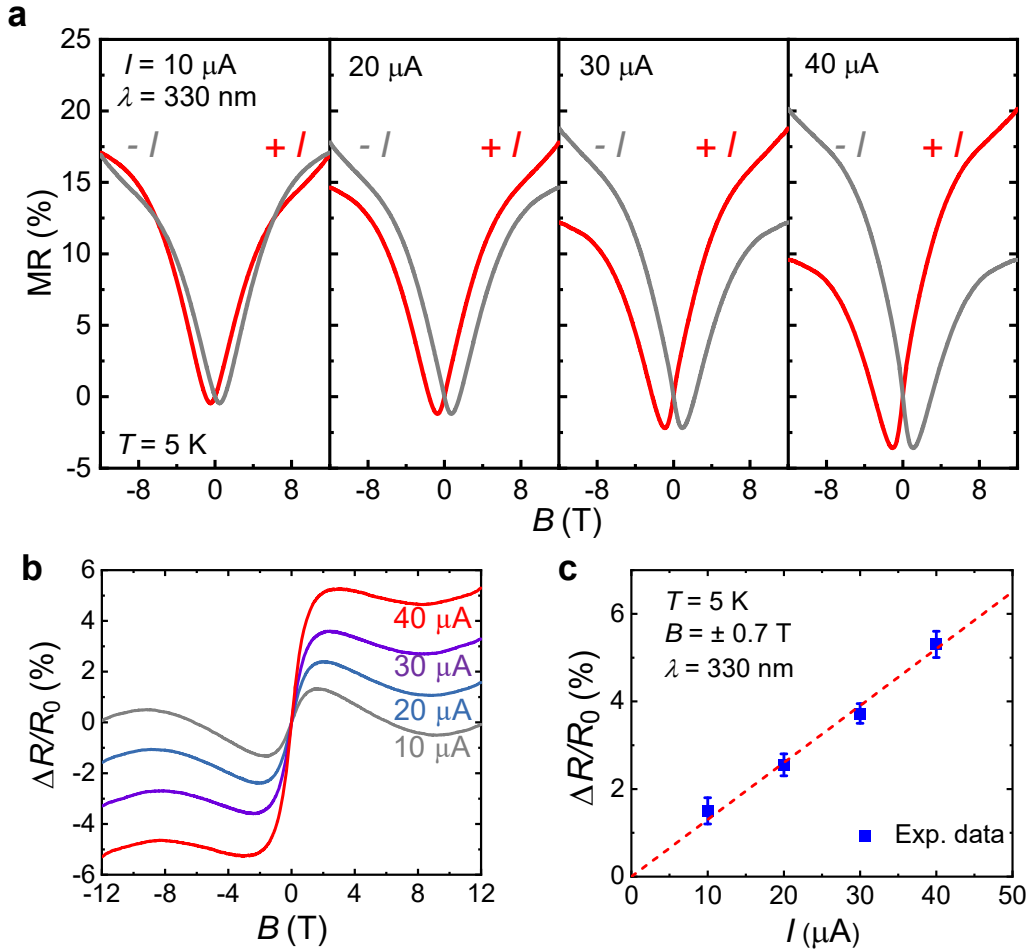 a
25
20
15
10
5
0
-5
MR (%)
I = 10 μA
λ = 330 nm
- I
+ I
T = 5 K
20 μA
- I
+ I
30 μA
- I
+ I
40 μA
- I
+ I
-8 0 8 -8 0 8 -8 0 8 -8 0 8
B (T)
b
6
4
2
0
-2
-4
-6
ΔR/R0 (%)
40 μA
30 μA
20 μA
10 μA
-12 -8 -4 0 4 8 12
B (T)
c
6
4
2
0
ΔR/R0 (%)
T = 5 K
B = ± 0.7 T
λ = 330 nm
Exp. data
0 10 20 30 40 50
I (μA)